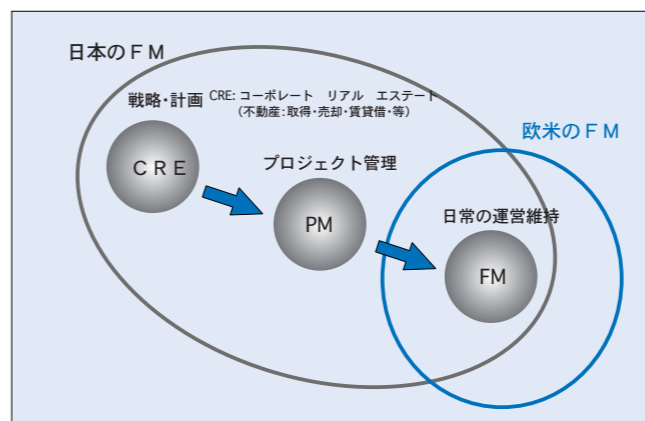 日本のＦＭ
戦略・計画
CRE：コーポレート　リアル　エステート
（不動産：取得・売却・賃貸借・等）
欧米のＦＭ
ＣＲＥ
プロジェクト管理
PM
日常の運営維持
FM